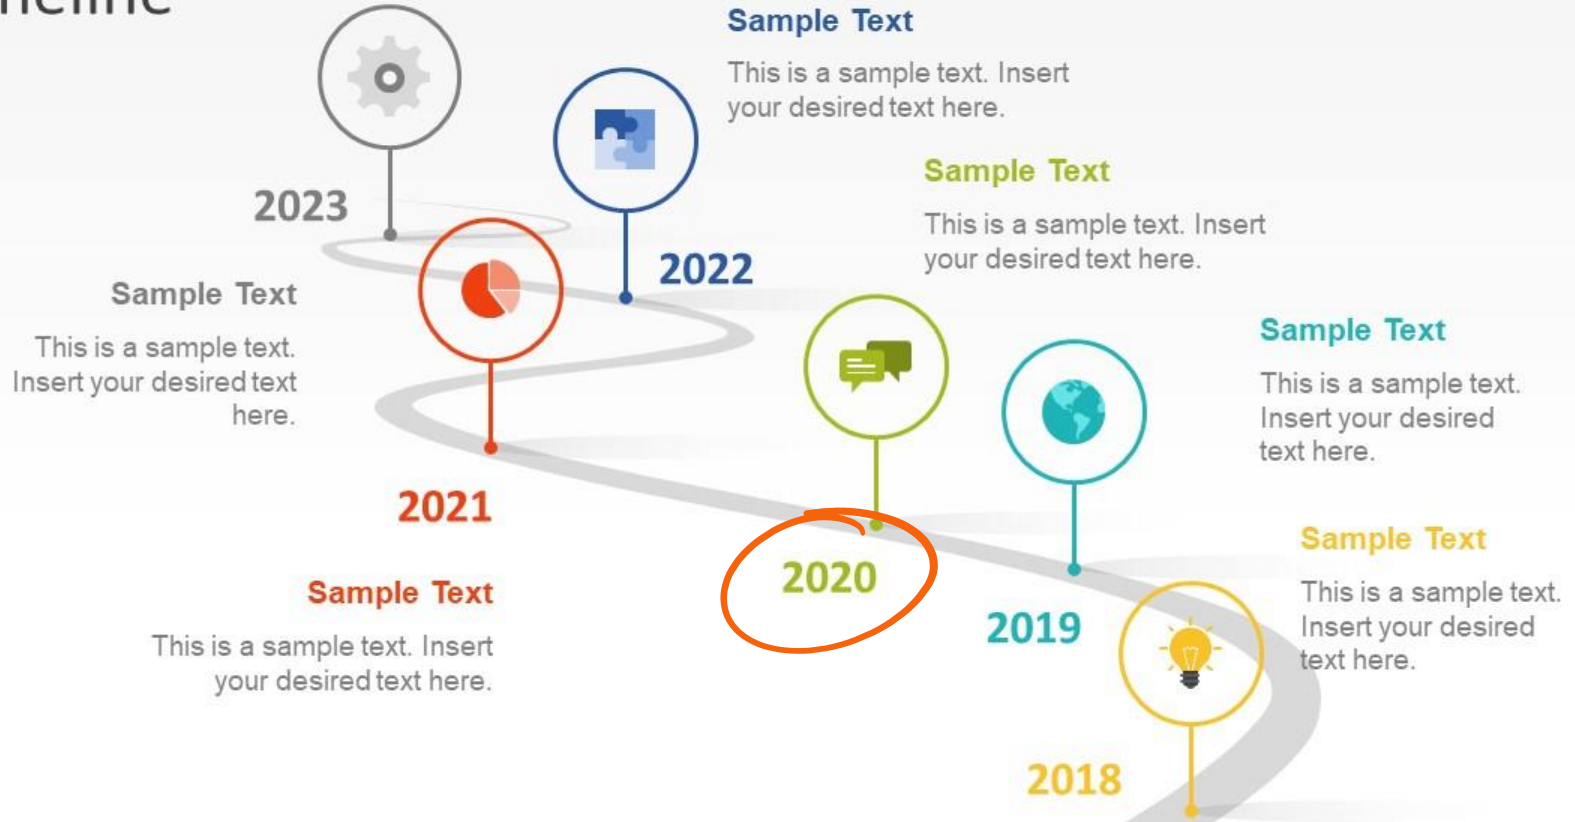 Sample Text
This is a sample text. Insert
your desired text here.
2023
Sample Text
This is a sample text. Insert
your desired text here.
2022
Sample Text
This is a sample text.
Insert your desired text
here.
Sample Text
This is a sample text.
Insert your desired
text here.
2021
2020
Sample Text
This is a sample text.
Insert your desired
text here.
Sample Text
This is a sample text. Insert
your desired text here.
2019
2018